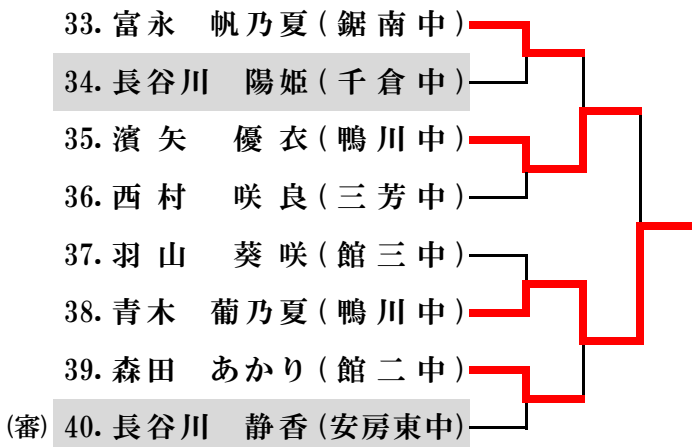 33. 富永 帆乃夏 (鋸南中)
34. 長谷川 陽姫 (千倉中)
35. 濱矢 優衣 (鴨川中)
36. 西村 咲良 (三芳中)
37. 羽山 葵咲 (館三中)
38. 青木 葡乃夏 (鴨川中)
39. 森田 あかり (館二中)
(審) 40. 長谷川 静香 (安房東中)